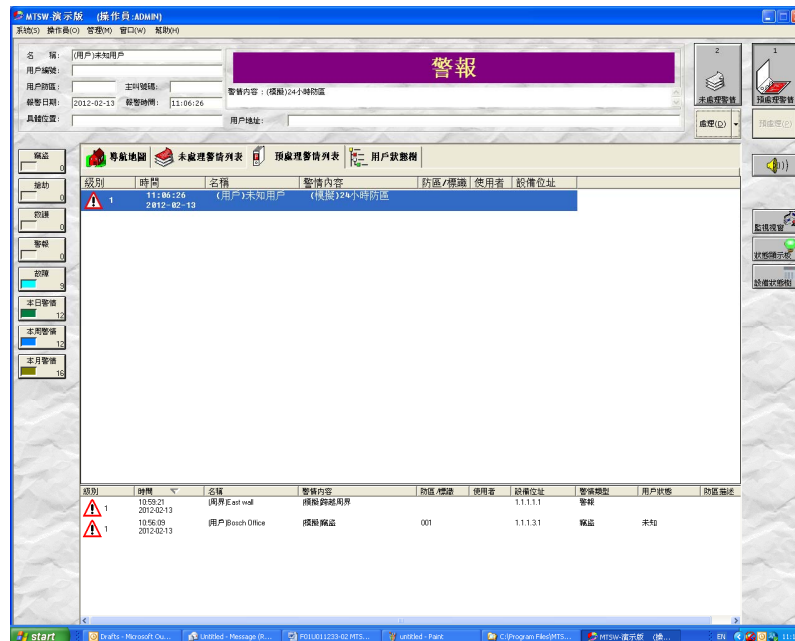 MTSW-演示版 (操作員:ADMIN)
系統(S) 操作員(O) 管理(M) 窗口(W) 幫助(H)
名 稱: (用戶)未知用戶
用戶編號:
用戶防區: 主叫號碼:
報警日期: 2012-02-13 報警時間: 11:06:26
具體位置: 用戶地址:
警報
警情內容 : (模擬)24小時防區
2
未處理警情
處理(D)
1
預處理警情
預處理(E)
竊盜
0
搶劫
0
救護
0
警報
0
故障
9
本日警情
12
本周警情
12
本月警情
16
導航地圖 未處理警情列表 預處理警情列表 用戶狀態樹
級別 時間 名稱 警情內容 防區/標識 使用者 設備位址
1 11:06:26 2012-02-13 (用戶)未知用戶 (模擬)24小時防區
監視視窗
狀態顯示板
設備狀態樹
級別 時間 名稱 警情內容 防區/標識 使用者 設備位址 警情類型 用戶狀態 防區描述
1 10:59:21 2012-02-13 (周界)East wall (模擬)跨越周界 1.1.1.1.1 警報
1 10:56:09 2012-02-13 (用戶)Bosch Office (模擬)竊盜 001 1.1.1.3.1 竊盜 未知
start Drafts - Microsoft Ou... Untitled - Message (R... F01U011233-02 MTS... untitled - Paint C:\Program Files\MTS... MTSW-演示版 (操... EN